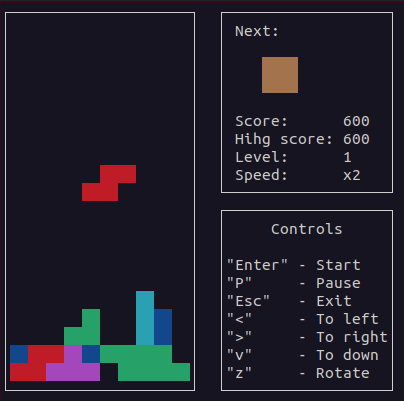 Next:
Score: 600
Hihg score: 600
Level: 1
Speed: x2
Controls
"Enter" - Start
"P" - Pause
"Esc" - Exit
"<" - To left
">" - To right
"v" - To down
"z" - Rotate